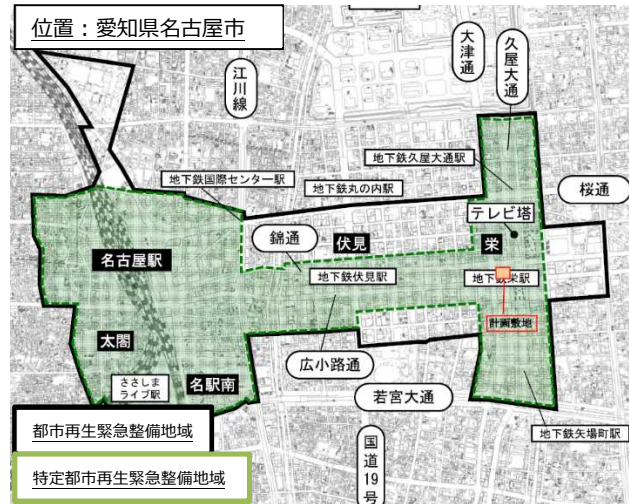 位置：愛知県名古屋市
大津通
久屋大通
江川線
地下鉄久屋大通駅
地下鉄国際センター駅
地下鉄丸の内駅
桜通
テレビ塔
錦通
伏見
栄
名古屋駅
地下鉄伏見駅
地下鉄栄駅
計画敷地
太閤
広小路通
名駅南
ささしま
ライブ駅
若宮大通
都市再生緊急整備地域
地下鉄矢場町駅
国道19号
特定都市再生緊急整備地域